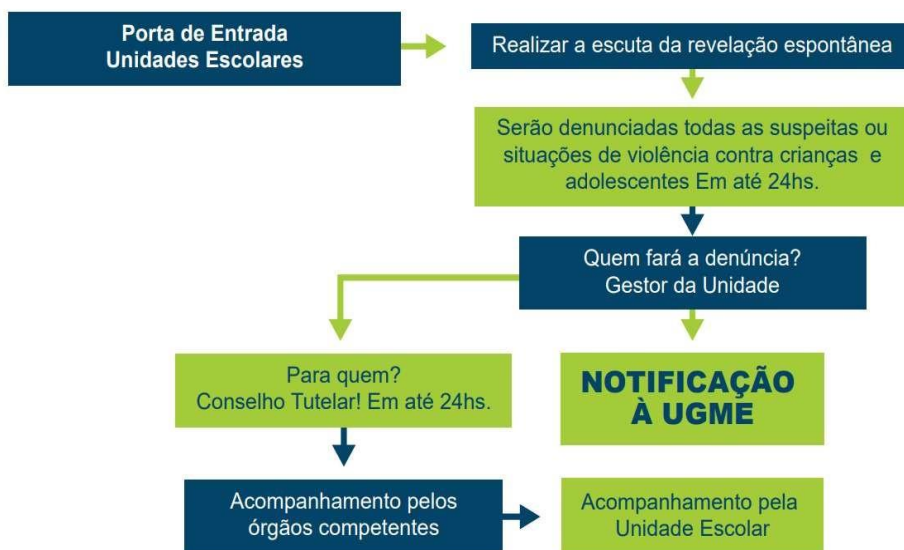 Porta de Entrada
Unidades Escolares
Realizar a escuta da revelação espontânea
Serão denunciadas todas as suspeitas ou
situações de violência contra crianças e
adolescentes Em até 24hs.
Quem fará a denúncia?
Gestor da Unidade
Para quem?
Conselho Tutelar! Em até 24hs.
NOTIFICAÇÃO
À UGME
Acompanhamento pelos
órgãos competentes
Acompanhamento pela
Unidade Escolar